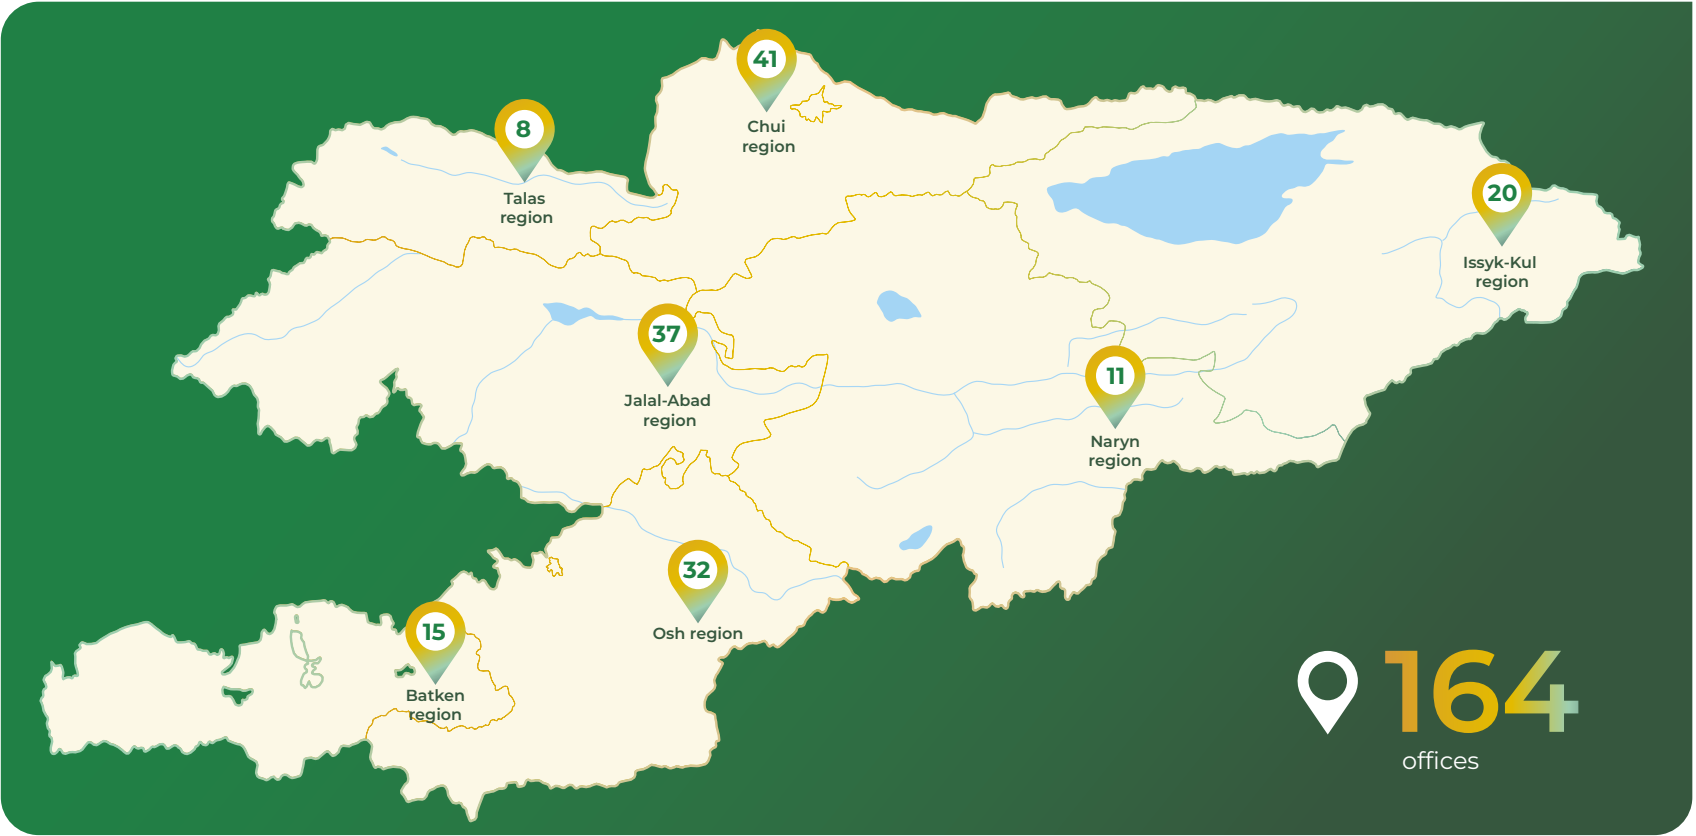 41
Chui
region
8
Talas
region
20
Issyk-Kul
region
37
Jalal-Abad
region
11
Naryn
region
32
Osh region
15
Batken
region
164
offices